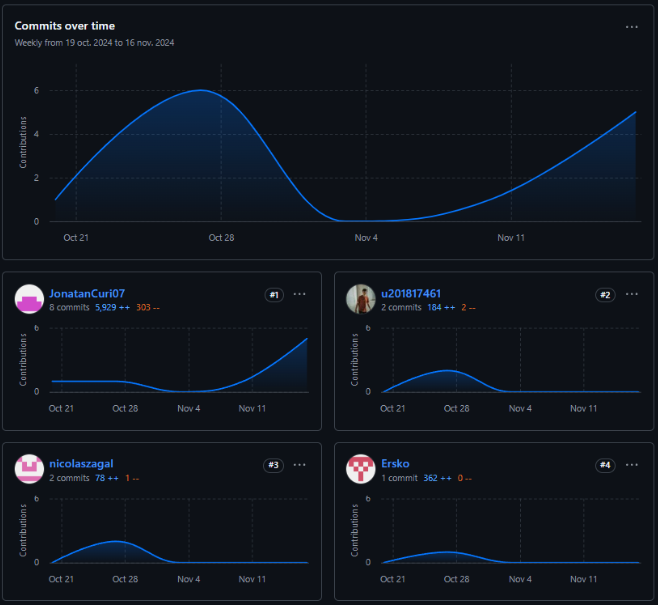 Commits over time
Weekly from 19 oct. 2024 to 16 nov. 2024
Contributions
6
4
2
0
Oct 21 Oct 28 Nov 4 Nov 11
JonatanCuri07 #1
8 commits 5,929 ++ 303 --
Contributions
6
0
Oct 21 Oct 28 Nov 4 Nov 11
u201817461 #2
2 commits 184 ++ 2 --
Contributions
6
0
Oct 21 Oct 28 Nov 4 Nov 11
nicolaszagal #3
2 commits 78 ++ 1 --
Contributions
6
0
Oct 21 Oct 28 Nov 4 Nov 11
Ersko #4
1 commit 362 ++ 0 --
Contributions
6
0
Oct 21 Oct 28 Nov 4 Nov 11